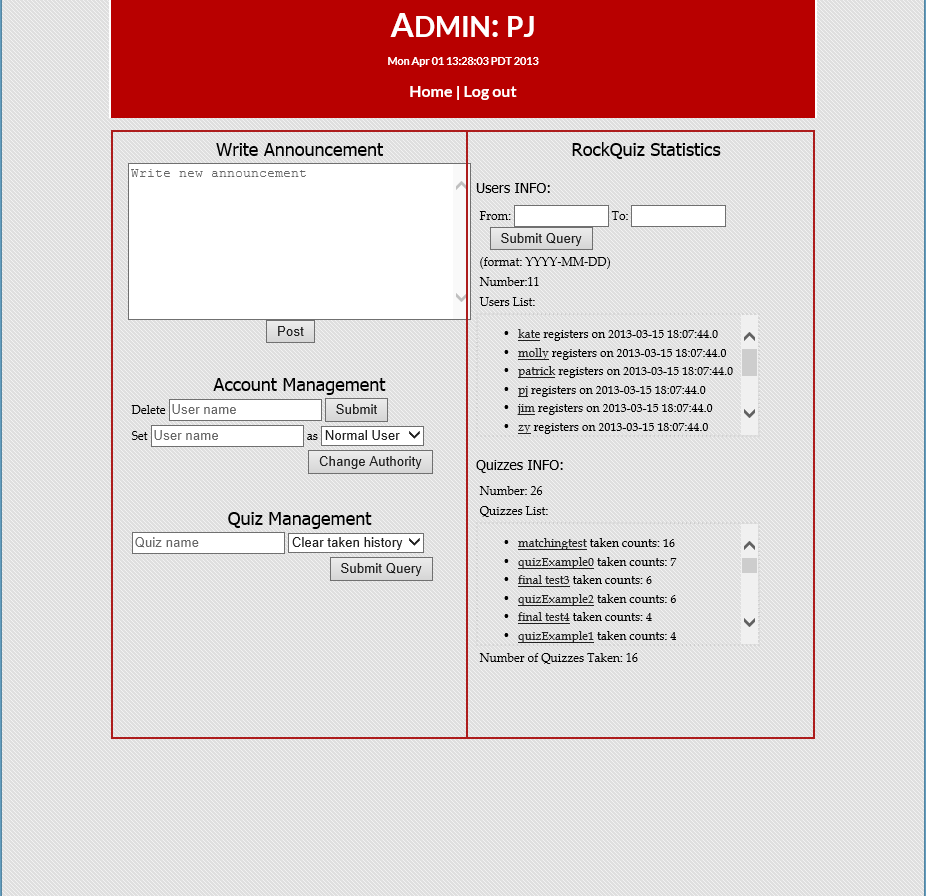 ADMIN: PJ
Mon Apr 01 13:28:03 PDT 2013
Home | Log out
Write Announcement
Write new announcement
Post
Account Management
Delete User name Submit
Set User name as Normal User
Change Authority
Quiz Management
Quiz name Clear taken history
Submit Query
RockQuiz Statistics
Users INFO:
From: To:
Submit Query
(format: YYYY-MM-DD)
Number:11
Users List:
• kate registers on 2013-03-15 18:07:44.0
• molly registers on 2013-03-15 18:07:44.0
• patrick registers on 2013-03-15 18:07:44.0
• pj registers on 2013-03-15 18:07:44.0
• jim registers on 2013-03-15 18:07:44.0
• zy registers on 2013-03-15 18:07:44.0
Quizzes INFO:
Number: 26
Quizzes List:
• matchingtest taken counts: 16
• quizExample0 taken counts: 7
• final test3 taken counts: 6
• quizExample2 taken counts: 6
• final test4 taken counts: 4
• quizExample1 taken counts: 4
Number of Quizzes Taken: 16